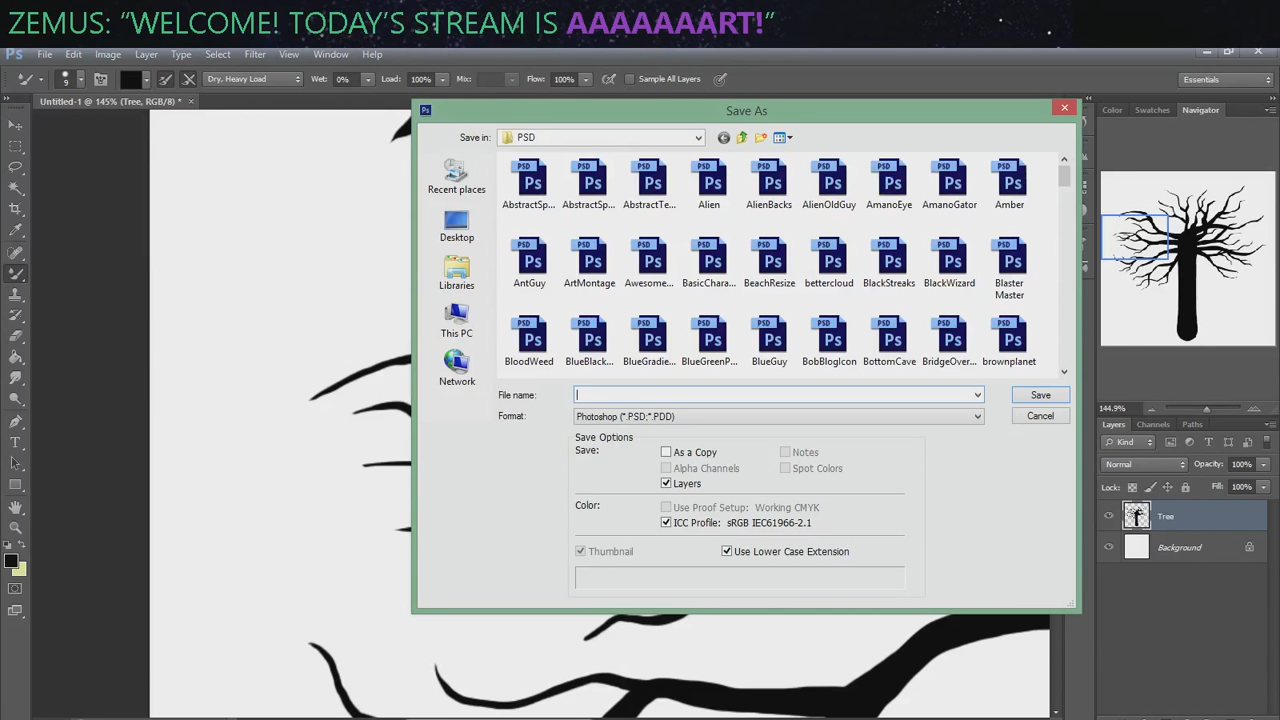 ZEMUS: “WELCOME! TODAY’S STREAM IS AAAAAAART!”
Ps File Edit Image Layer Type Select Filter View Window Help
9 Dry, Heavy Load Wet: 0% Load: 100% Mix: Flow: 100% Sample All Layers Essentials
Untitled-1 @ 145% (Tree, RGB/8) *
Save As
Save in: PSD
Recent places
Desktop
Libraries
This PC
Network
AbstractSp... AbstractSp... AbstractTe... Alien AlienBacks AlienOldGuy AmanoEye AmanoGator Amber
AntGuy ArtMontage Awesome... BasicChara... BeachResize bettercloud BlackStreaks BlackWizard Blaster
Master
BloodWeed BlueBlack... BlueGradie... BlueGreenP... BlueGuy BobBlogIcon BottomCave BridgeOver... brownplanet
File name: Save
Format: Photoshop (*.PSD;*.PDD) Cancel
Save Options
Save: As a Copy Notes
Alpha Channels Spot Colors
Layers
Color: Use Proof Setup: Working CMYK
ICC Profile: sRGB IEC61966-2.1
Thumbnail Use Lower Case Extension
Color Swatches Navigator
144.9%
Layers Channels Paths
Kind
Normal Opacity: 100%
Lock: Fill: 100%
Tree
Background